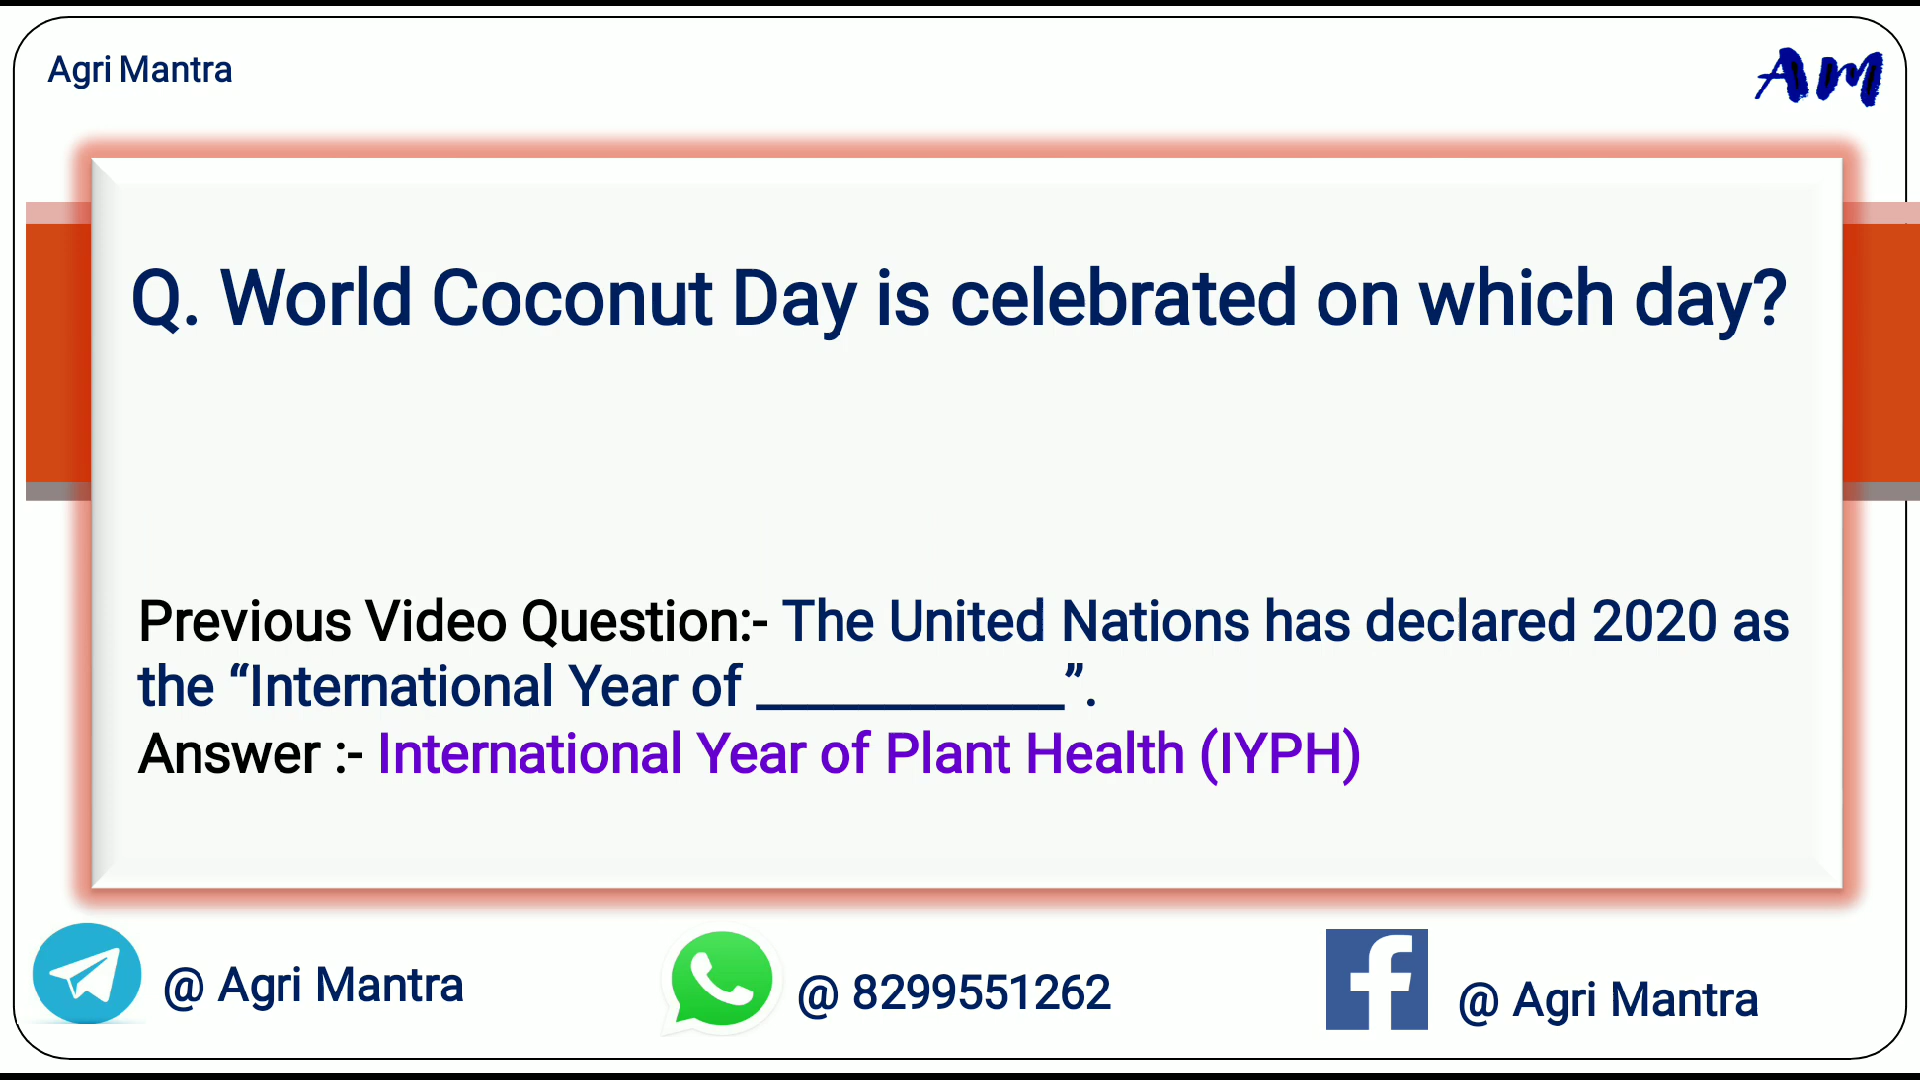 Agri Mantra
AM
Q. World Coconut Day is celebrated on which day?
Previous Video Question:- The United Nations has declared 2020 as
the “International Year of ____________”.
Answer :- International Year of Plant Health (IYPH)
@ Agri Mantra
@ 8299551262
@ Agri Mantra